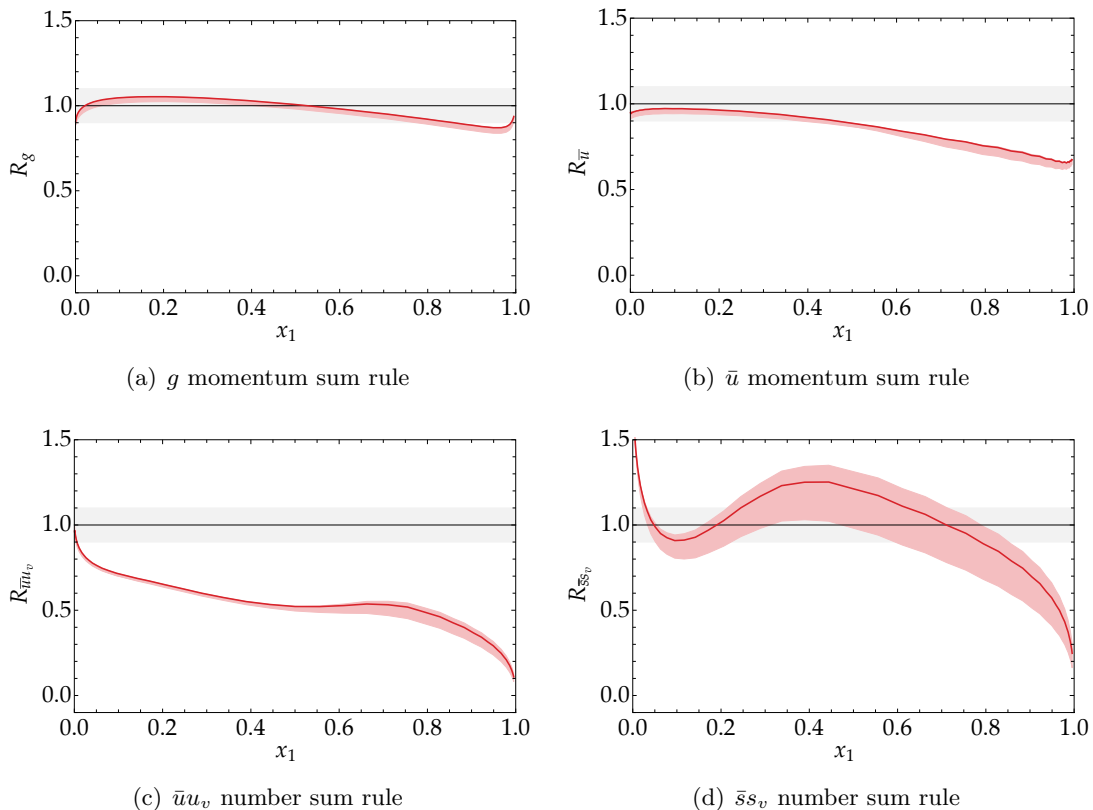 1.5
1.0
0.5
0.0
R_g
0.0 0.2 0.4 0.6 0.8 1.0
x_1
(a) g momentum sum rule
1.5
1.0
0.5
0.0
R_ū
0.0 0.2 0.4 0.6 0.8 1.0
x_1
(b) ū momentum sum rule
1.5
1.0
0.5
0.0
R_ūu_v
0.0 0.2 0.4 0.6 0.8 1.0
x_1
(c) ūu_v number sum rule
1.5
1.0
0.5
0.0
R_s̄s_v
0.0 0.2 0.4 0.6 0.8 1.0
x_1
(d) s̄s_v number sum rule